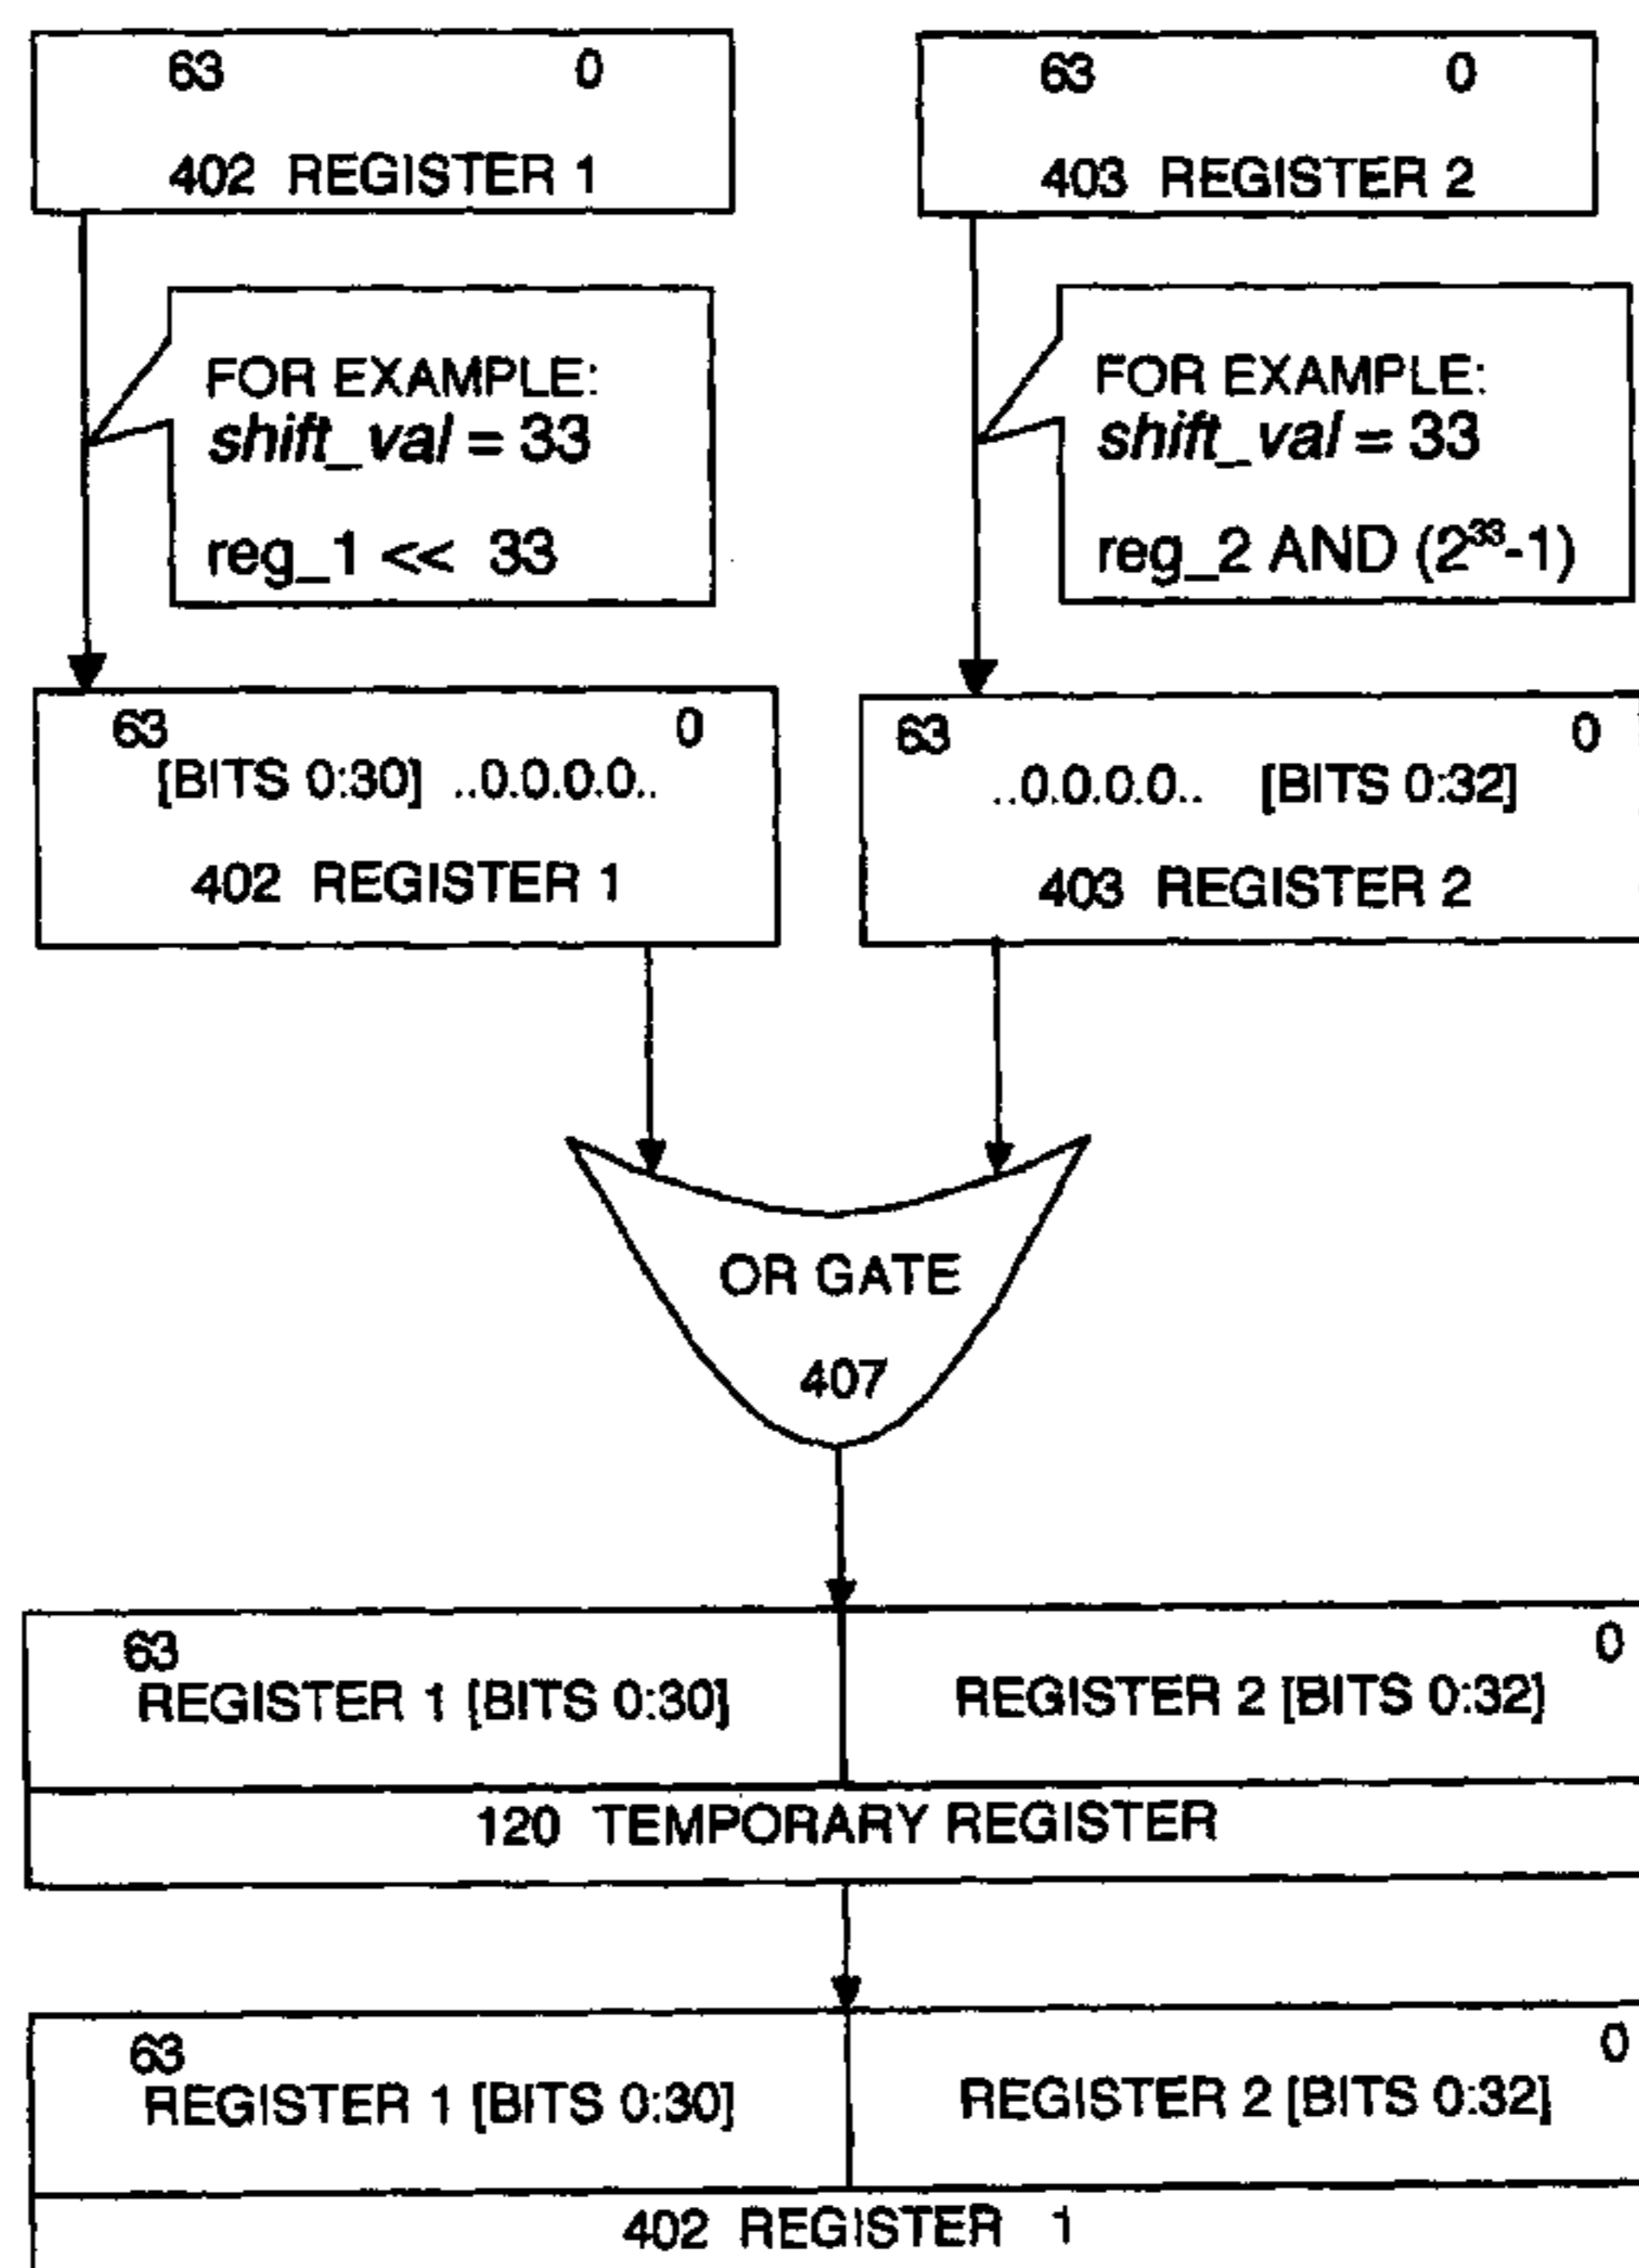 63 0
402 REGISTER 1
63 0
403 REGISTER 2
FOR EXAMPLE:
shift_val = 33
reg_1 << 33
FOR EXAMPLE:
shift_val = 33
reg_2 AND (2³³-1)
63 0
[BITS 0:30] ..0.0.0.0..
402 REGISTER 1
63 0
..0.0.0.0.. [BITS 0:32]
403 REGISTER 2
OR GATE
407
63 0
REGISTER 1 [BITS 0:30] REGISTER 2 [BITS 0:32]
120 TEMPORARY REGISTER
63 0
REGISTER 1 [BITS 0:30] REGISTER 2 [BITS 0:32]
402 REGISTER 1